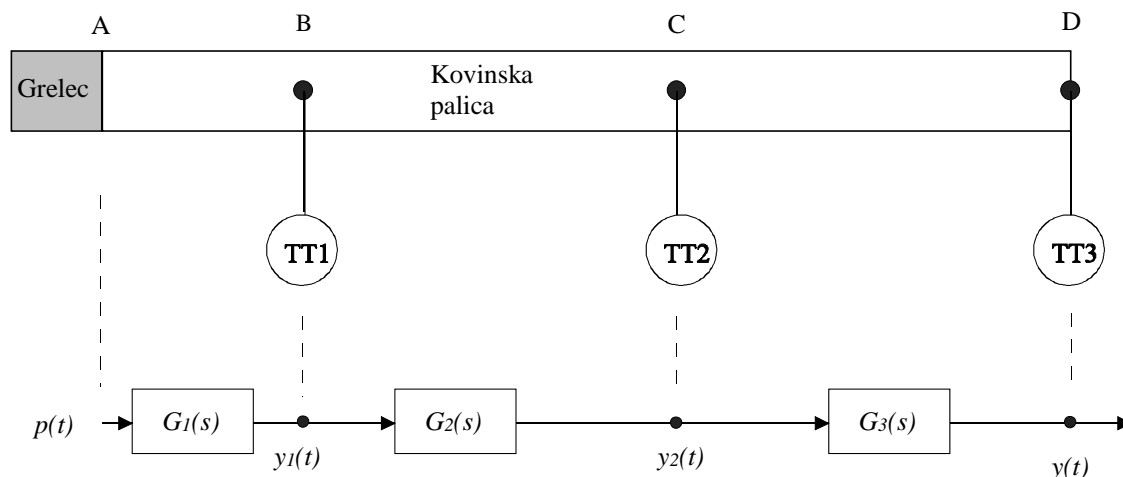 A
B
C
D
Grelec
Kovinska
palica
TT1
TT2
TT3
p(t)
G1(s)
y1(t)
G2(s)
y2(t)
G3(s)
y(t)